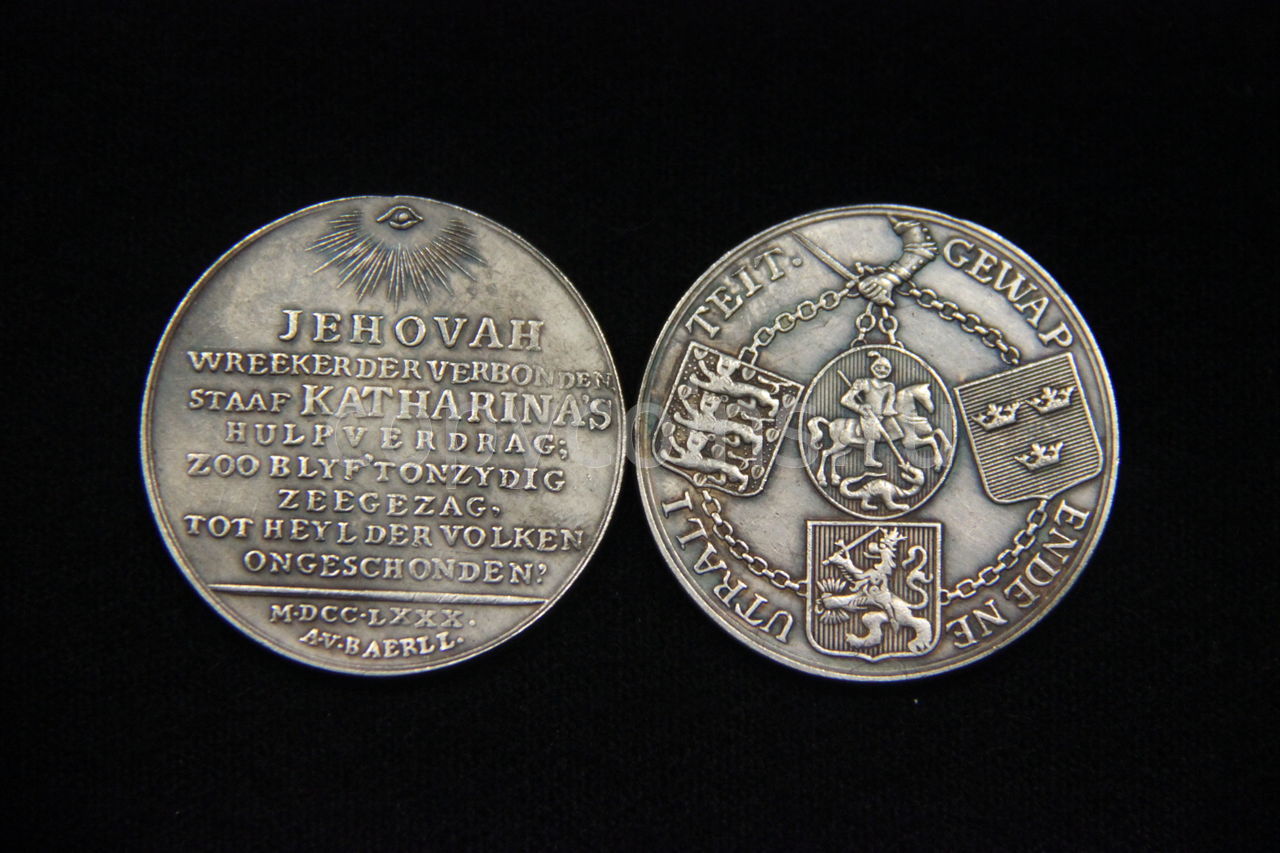 JEHOVAH
WREEKER DER VERBONDEN
STAAF KATHARINA'S
HULPVERDRAG;
ZOO BLYF 'T ONZYDIG
ZEEGEZAG,
TOT HEYL DER VOLKEN
ONGESCHONDEN!
M·DCC·LXXX.
A·V·BAERLL.
GEWAP
ENDE NE
UTRALI
TEIT.